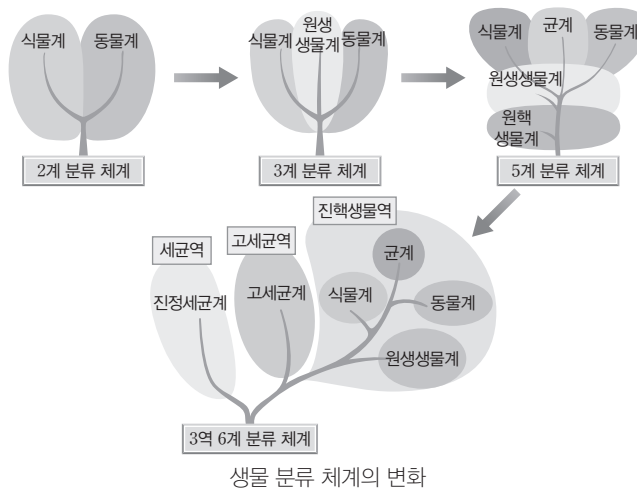 식물계
동물계
2계 분류 체계
식물계
원생
생물계
동물계
3계 분류 체계
식물계
균계
동물계
원생생물계
원핵
생물계
5계 분류 체계
세균역
고세균역
진핵생물역
진정세균계
고세균계
식물계
균계
동물계
원생생물계
3역 6계 분류 체계
생물 분류 체계의 변화